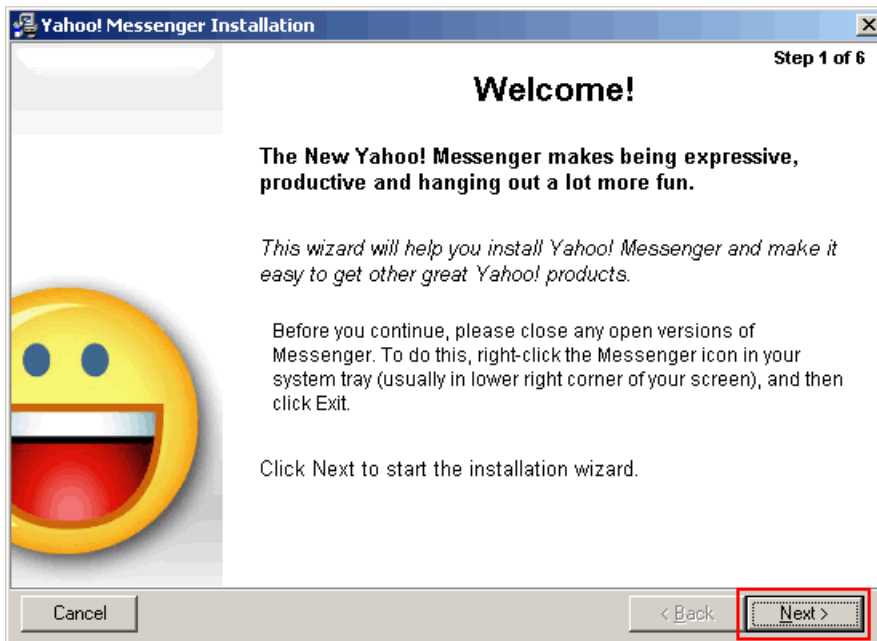 Yahoo! Messenger Installation
Step 1 of 6
Welcome!
The New Yahoo! Messenger makes being expressive,
productive and hanging out a lot more fun.
This wizard will help you install Yahoo! Messenger and make it
easy to get other great Yahoo! products.
Before you continue, please close any open versions of
Messenger. To do this, right-click the Messenger icon in your
system tray (usually in lower right corner of your screen), and then
click Exit.
Click Next to start the installation wizard.
Cancel
< Back
Next >